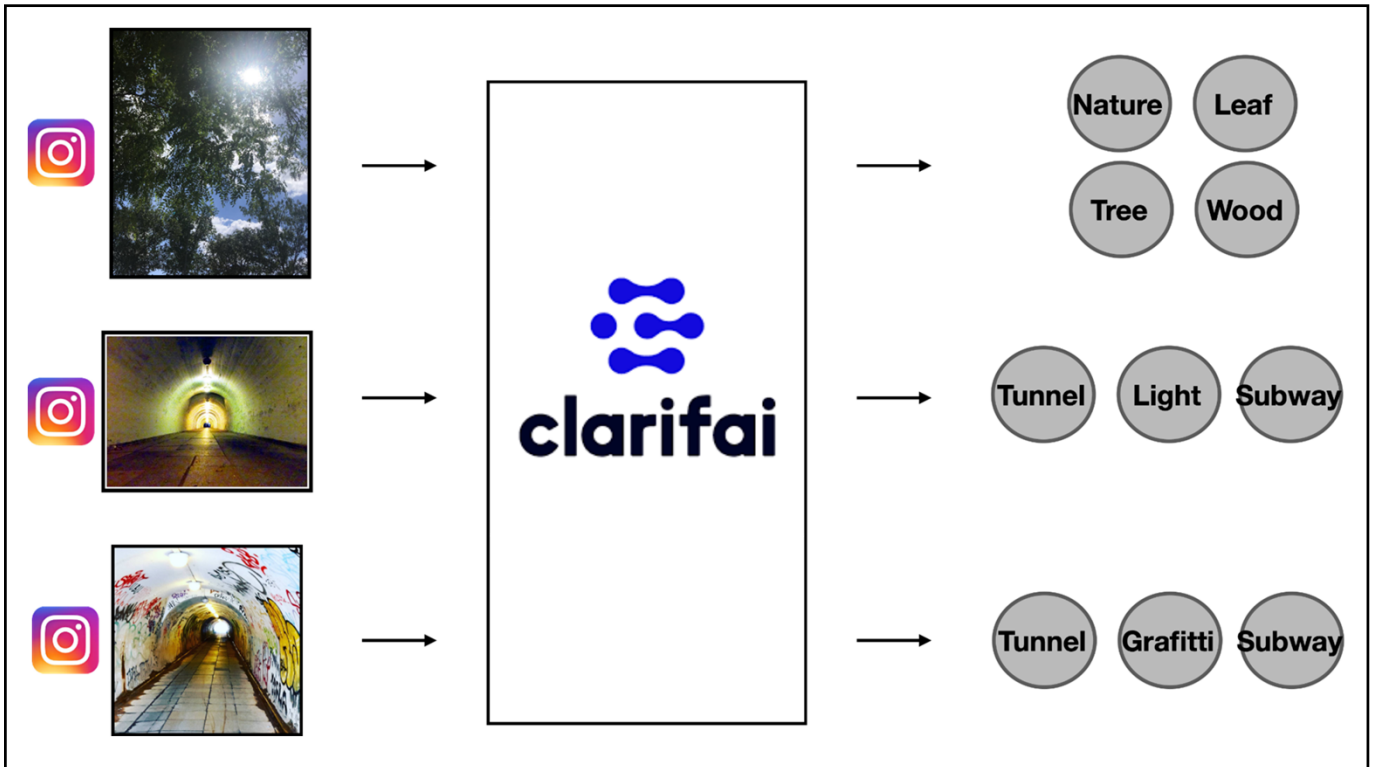 Nature Leaf
Tree Wood
clarifai
Tunnel Light Subway
Tunnel Grafitti Subway